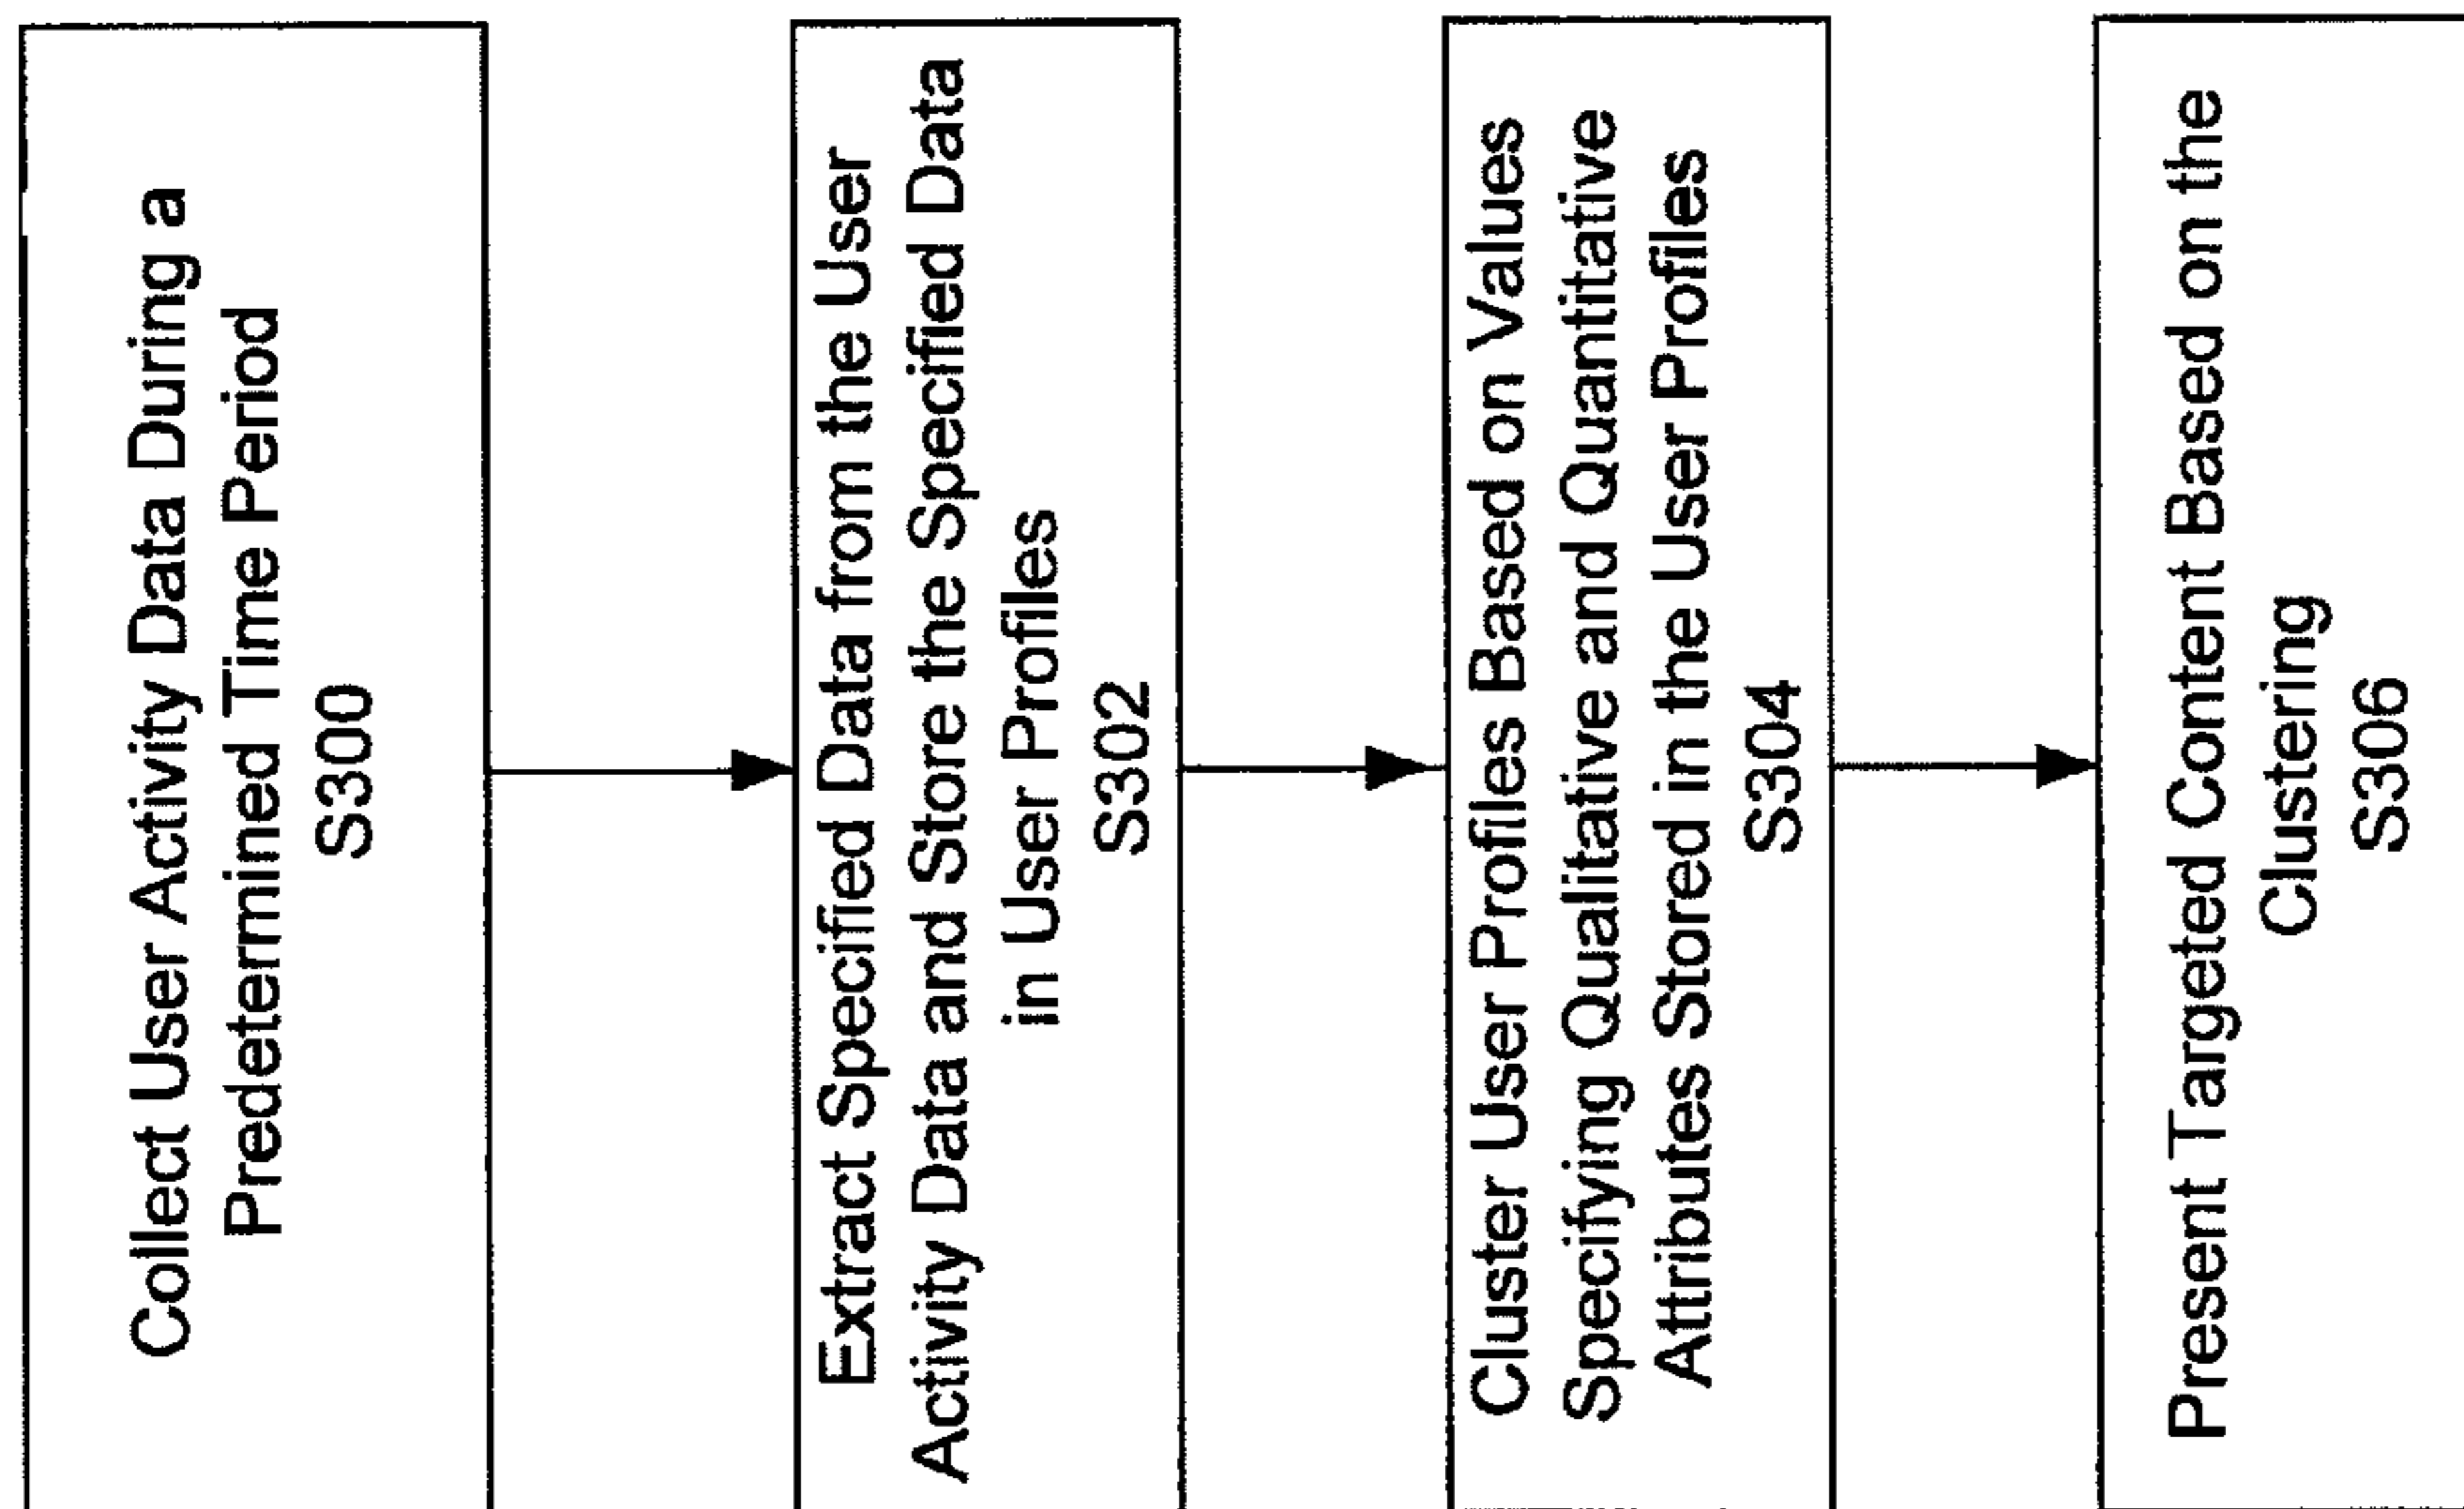 Collect User Activity Data During a
Predetermined Time Period
S300
Extract Specified Data from the User
Activity Data and Store the Specified Data
in User Profiles
S302
Cluster User Profiles Based on Values
Specifying Qualitative and Quantitative
Attributes Stored in the User Profiles
S304
Present Targeted Content Based on the
Clustering
S306